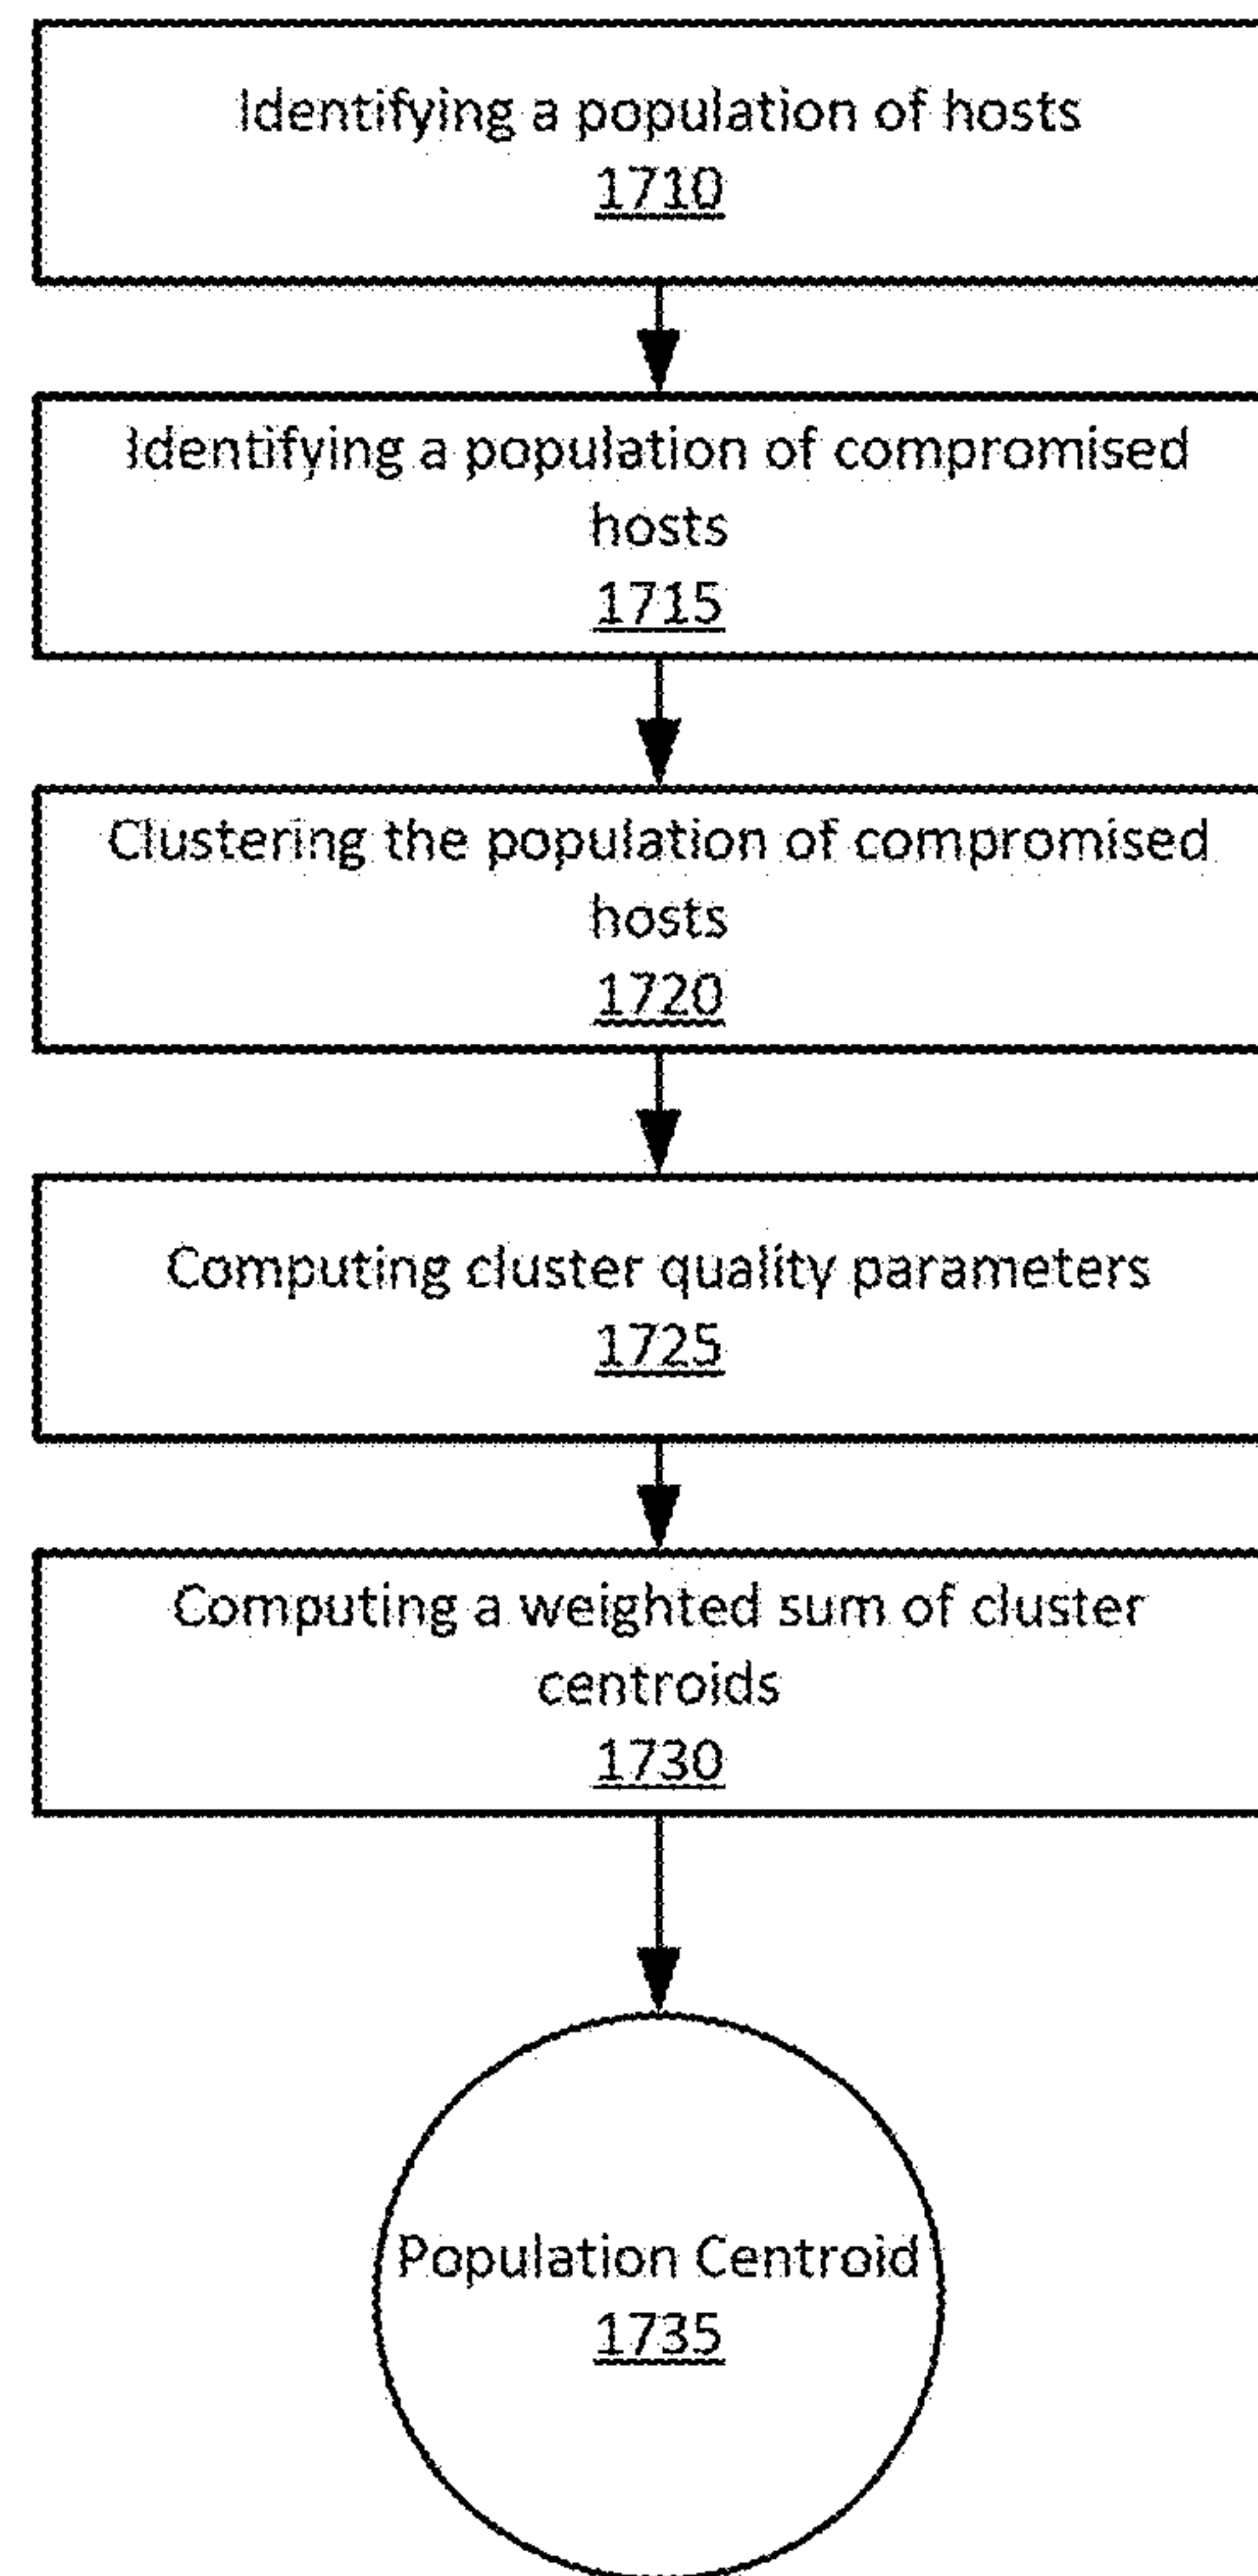 Identifying a population of hosts
1710
Identifying a population of compromised
hosts
1715
Clustering the population of compromised
hosts
1720
Computing cluster quality parameters
1725
Computing a weighted sum of cluster
centroids
1730
Population Centroid
1735